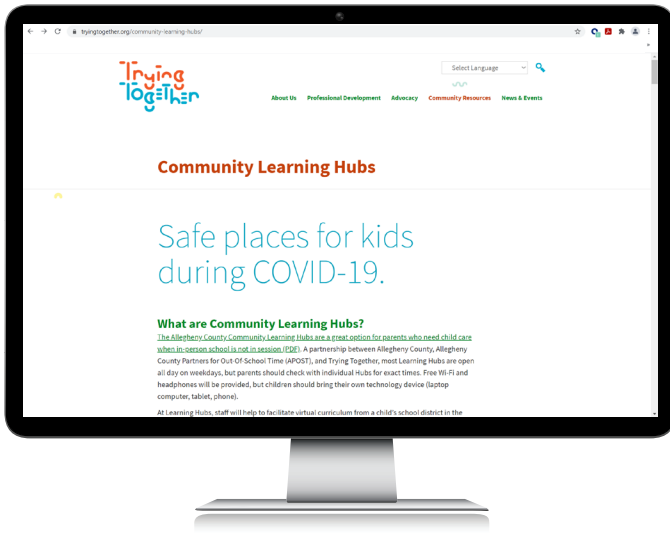 tryingtogether.org/community-learning-hubs/
Trying
Together
Select Language
About Us Professional Development Advocacy Community Resources News & Events
Community Learning Hubs
Safe places for kids
during COVID-19.
What are Community Learning Hubs?
The Allegheny County Community Learning Hubs are a great option for parents who need child care
when in-person school is not in session (PDF). A partnership between Allegheny County, Allegheny
County Partners for Out-Of-School Time (APOST), and Trying Together, most Learning Hubs are open
all day on weekdays, but parents should check with individual Hubs for exact times. Free Wi-Fi and
headphones will be provided, but children should bring their own technology device (laptop
computer, tablet, phone).
At Learning Hubs, staff will help to facilitate virtual curriculum from a child's school district in the